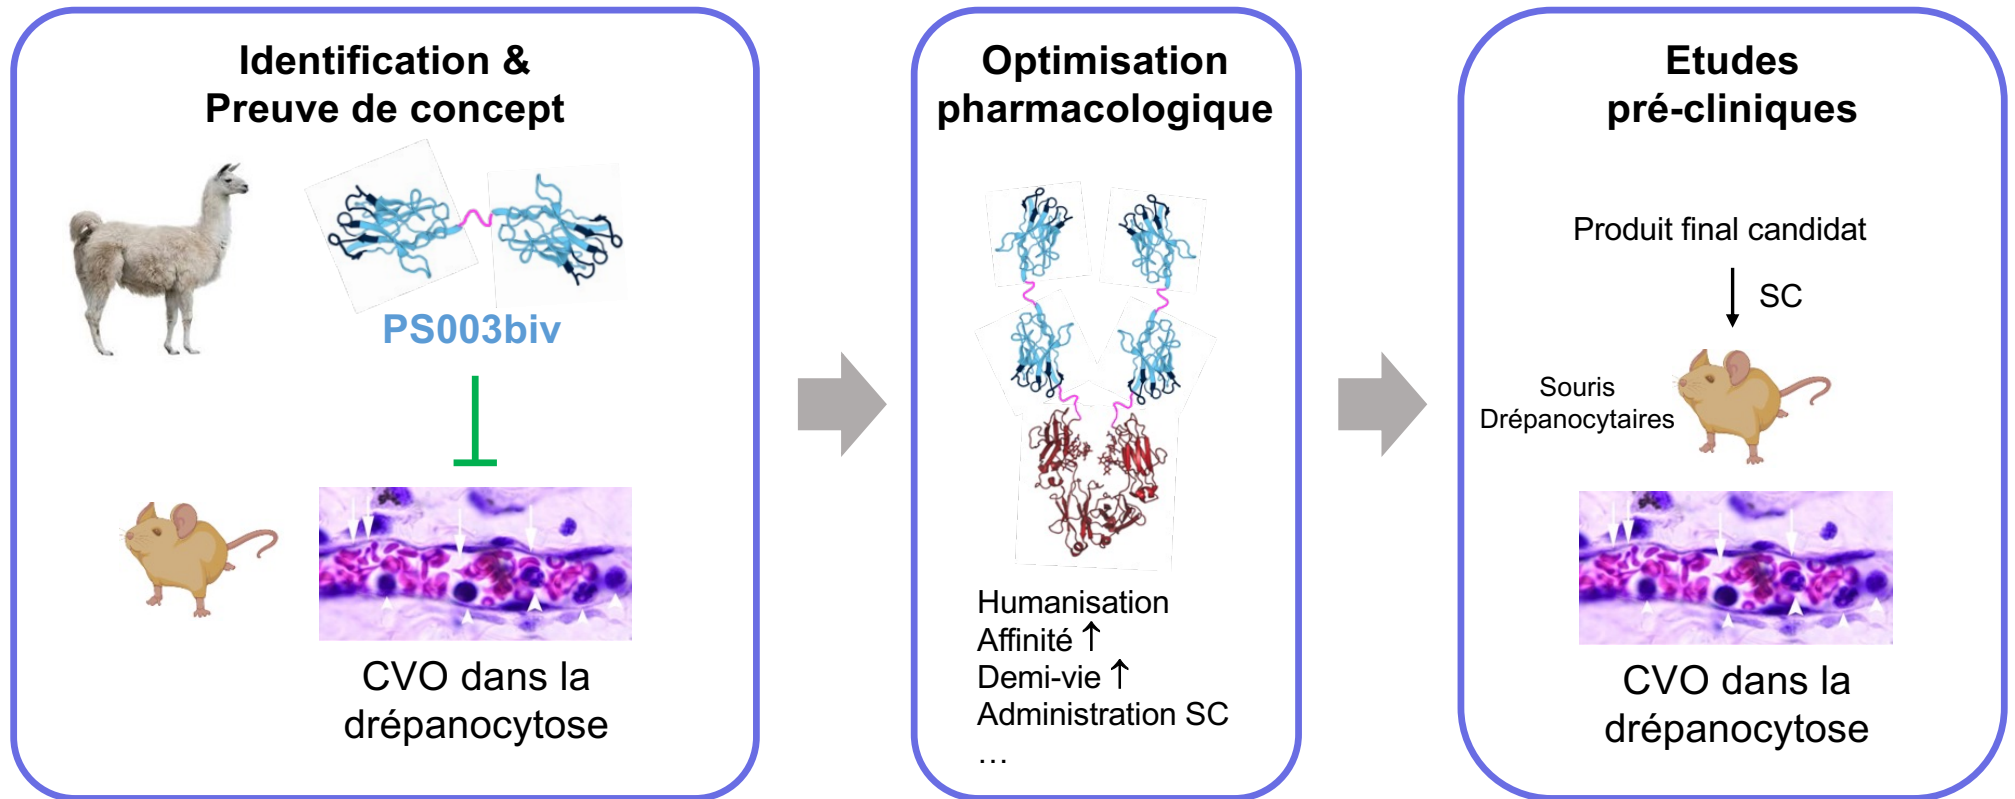 Identification &
Preuve de concept
PS003biv
CVO dans la
drépanocytose
Optimisation
pharmacologique
Humanisation
Affinité ↑
Demi-vie ↑
Administration SC
…
Etudes
pré-cliniques
Produit final candidat
SC
Souris
Drépanocytaires
CVO dans la
drépanocytose